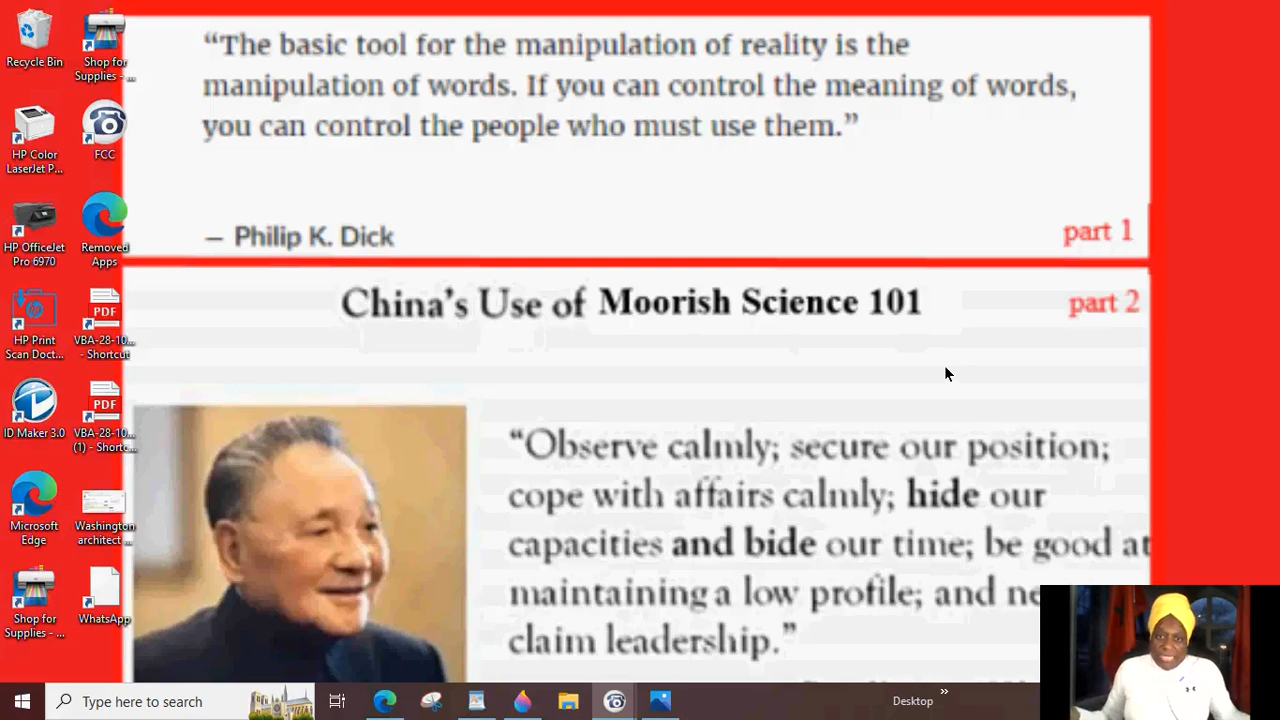 “The basic tool for the manipulation of reality is the
manipulation of words. If you can control the meaning of words,
you can control the people who must use them.”
— Philip K. Dick
part 1
China’s Use of Moorish Science 101
part 2
“Observe calmly; secure our position;
cope with affairs calmly; hide our
capacities and bide our time; be good at
maintaining a low profile; and
claim leadership.”
Recycle Bin
Shop for
Supplies - ...
HP Color
LaserJet P...
FCC
HP OfficeJet
Pro 6970
Removed
Apps
HP Print
Scan Doct...
PDF
VBA-28-10...
- Shortcut
ID Maker 3.0
PDF
VBA-28-10...
(1) - Shortc...
Microsoft
Edge
Washington
architect ...
Shop for
Supplies - ...
WhatsApp
Type here to search
Desktop